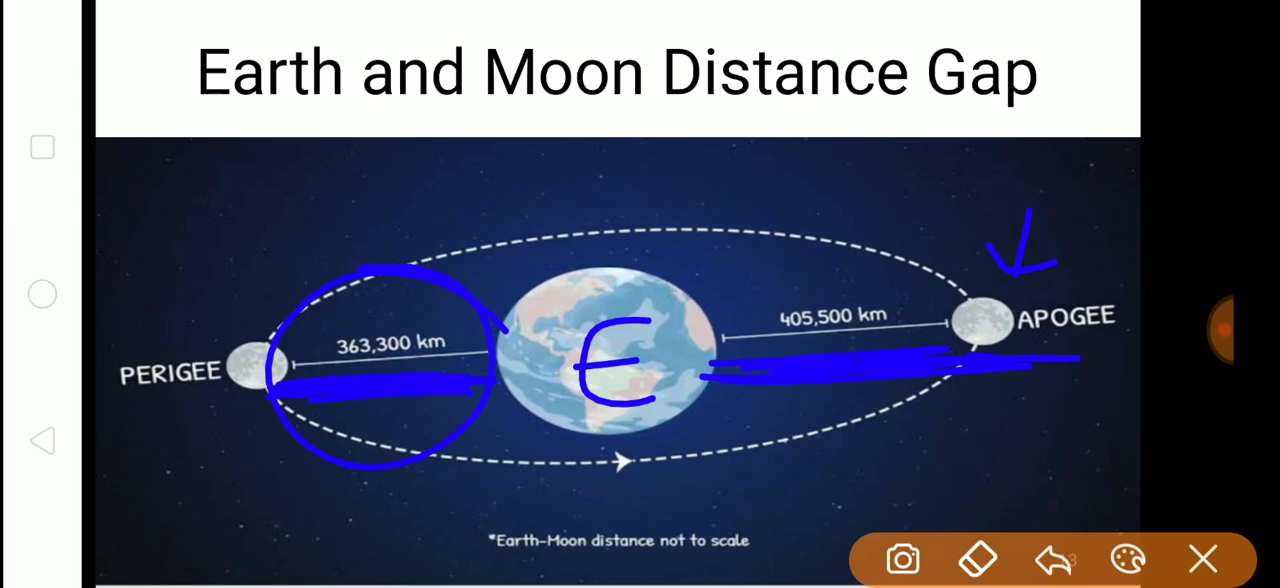 Earth and Moon Distance Gap
405,500 km
APOGEE
363,300 km
PERIGEE
E
*Earth-Moon distance not to scale
3